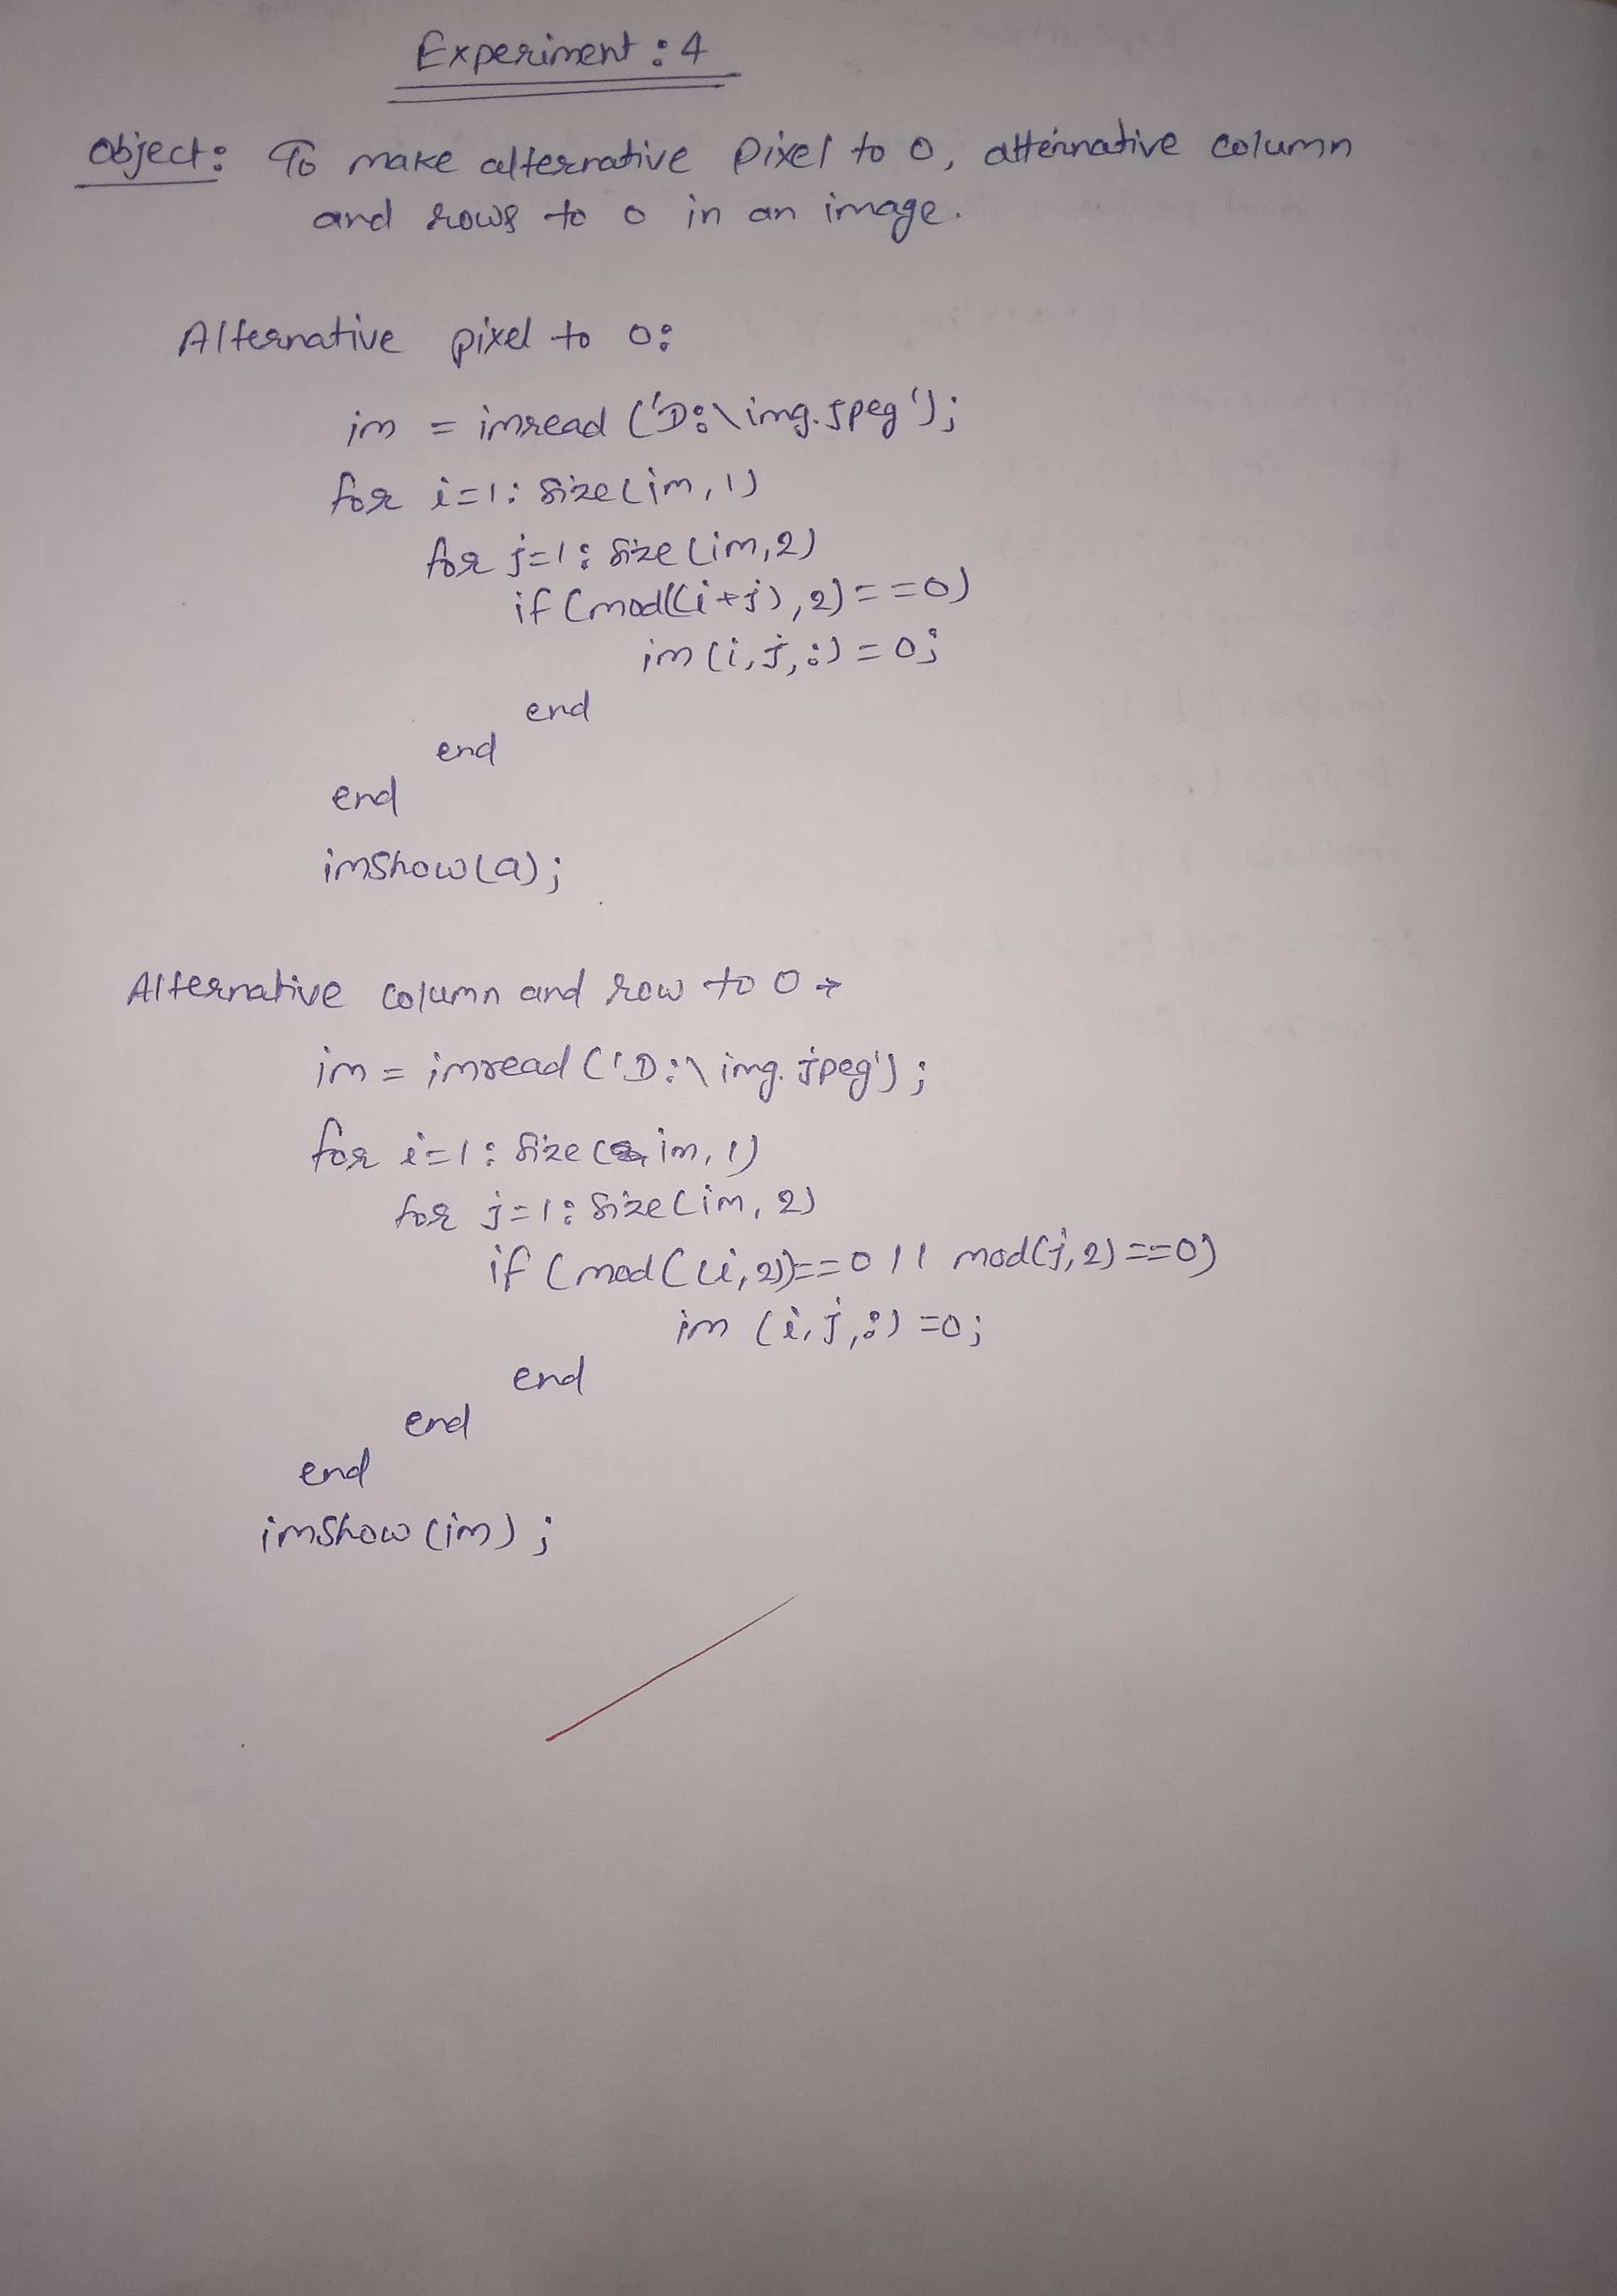 Experiment : 4
Object: To make alternative pixel to 0, alternative column
and rows to 0 in an image.
Alternative pixel to 0:
im = imread ('D:\img.jpeg');
for i=1: size(im,1)
for j=1: size(im,2)
if (mod((i+j),2)==0)
im(i,j,:)=0;
end
end
end
imshow(a);
Alternative column and row to 0 →
im = imread ('D:\img.jpeg');
for i=1: size(im,1)
for j=1: size(im,2)
if (mod((i,2))==0 || mod(j,2)==0)
im (i,j,:)=0;
end
end
end
imshow(im);